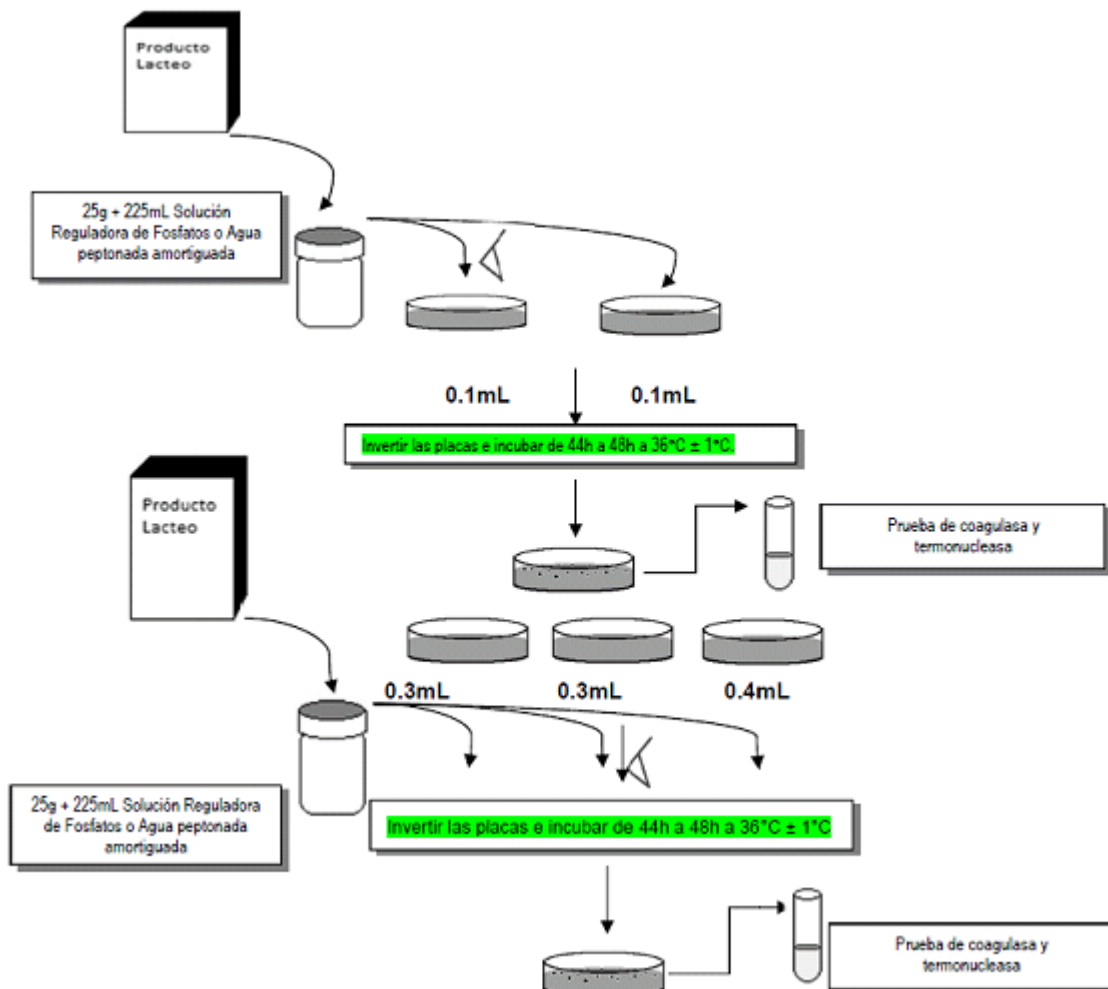 Producto
Lacteo
25g + 225mL Solución
Reguladora de Fosfatos o Agua
peptonada amortiguada
0.1mL
0.1mL
Invertir las placas e incubar de 44h a 48h a 36°C ± 1°C.
Producto
Lacteo
Prueba de coagulasa y
termonucleasa
0.3mL
0.3mL
0.4mL
25g + 225mL Solución Reguladora
de Fosfatos o Agua peptonada
amortiguada
Invertir las placas e incubar de 44h a 48h a 36°C ± 1°C
Prueba de coagulasa y
termonucleasa